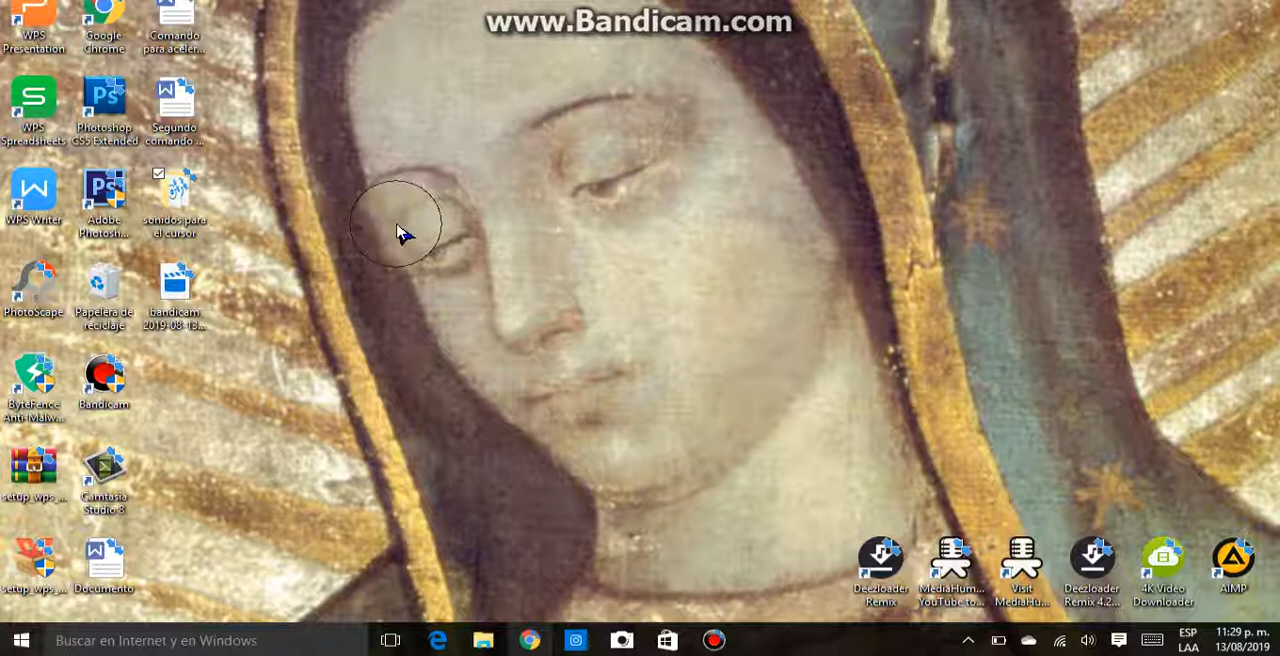 www.Bandicam.com
WPS
Presentation
Google
Chrome
Comando
para acéler...
S
WPS
Spreadsheets
Ps
Photoshop
CS5 Extended
W
Segundo
comando ...
W
WPS Writer
Ps
Adobe
Photosh...
sonidos para
el cursor
PhotoScape
Papelera de
reciclaje
bandicam
2019-08-13...
ByteFence
Anti-Malw...
Bandicam
setup_wps_...
Camtasia
Studio 8
setup_wps_...
W
Documento
Deezloader
Remix
MediaHum...
YouTube to...
Visit
MediaHu...
Deezloader
Remix 4.2...
4K Video
Downloader
AIMP
Buscar en Internet y en Windows
ESP
LAA
11:29 p. m.
13/08/2019